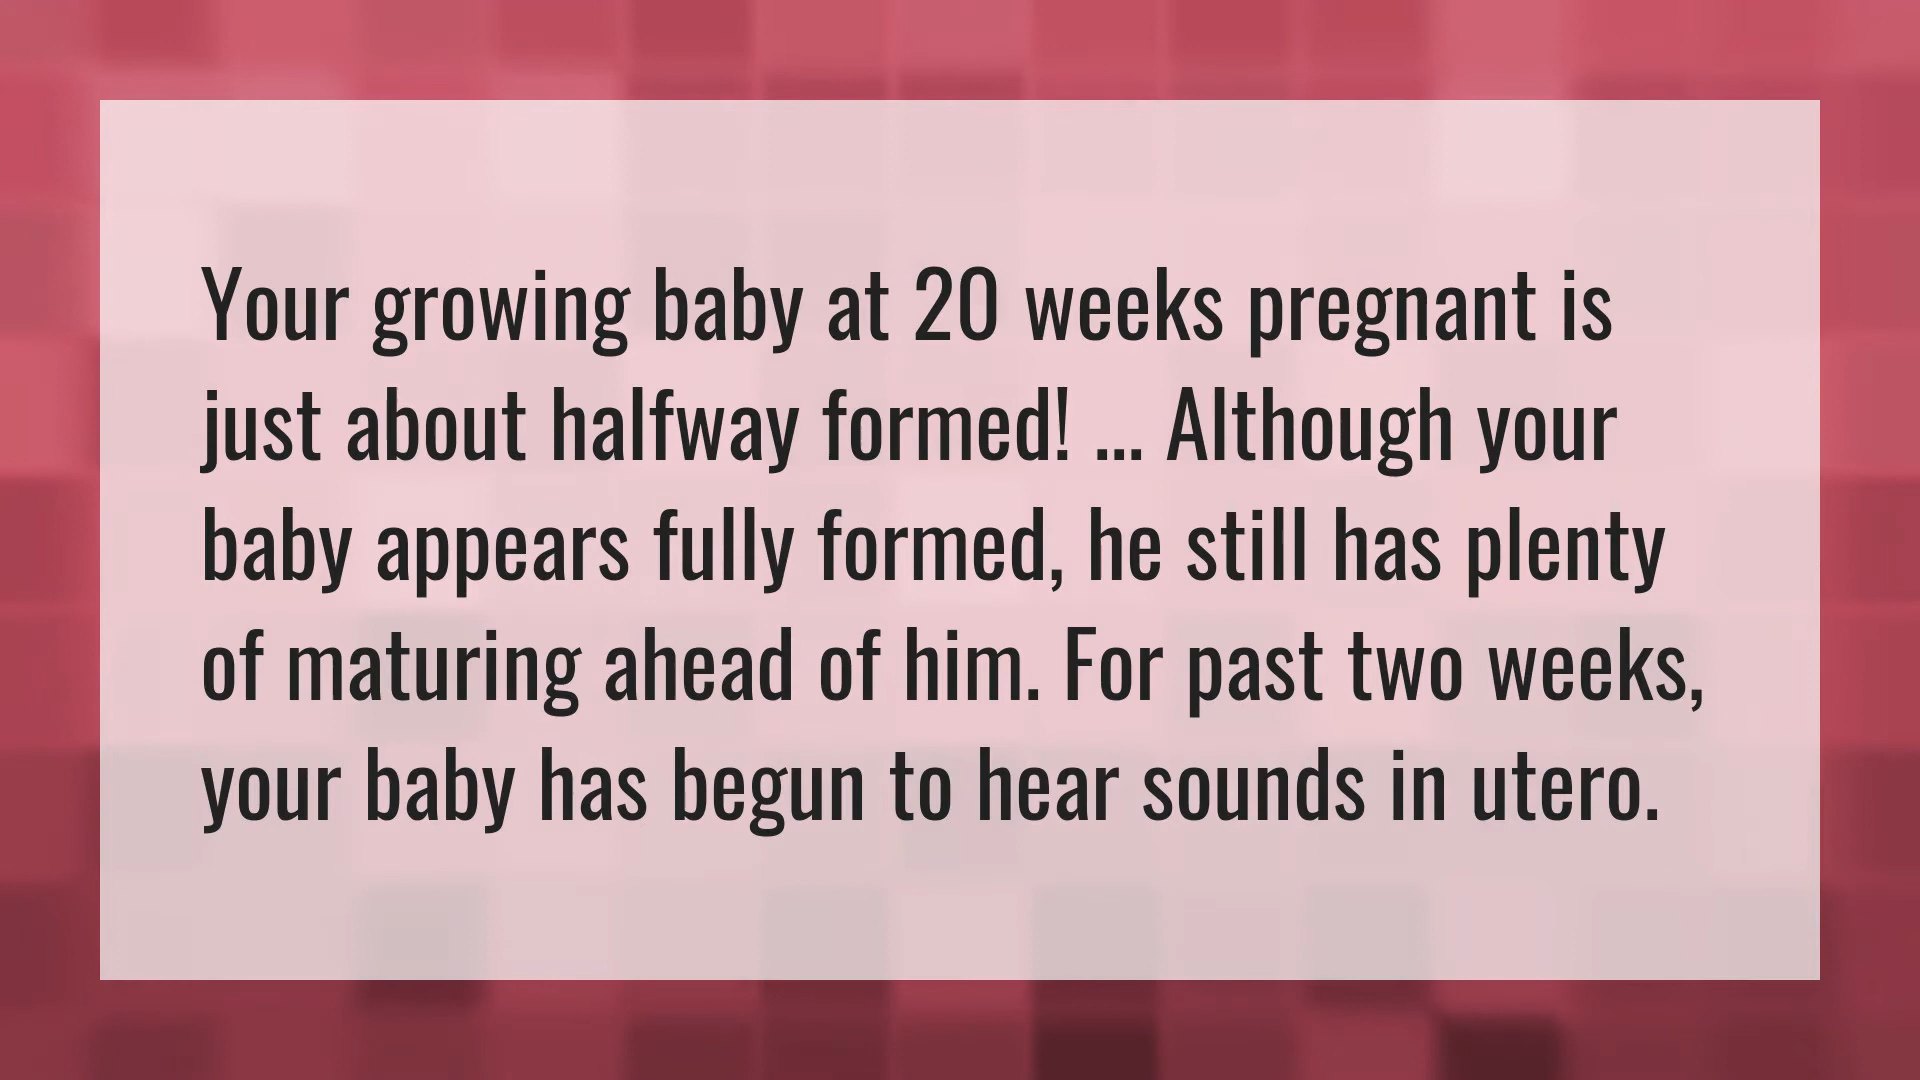 Your growing baby at 20 weeks pregnant is
just about halfway formed! ... Although your
baby appears fully formed, he still has plenty
of maturing ahead of him. For past two weeks,
your baby has begun to hear sounds in utero.